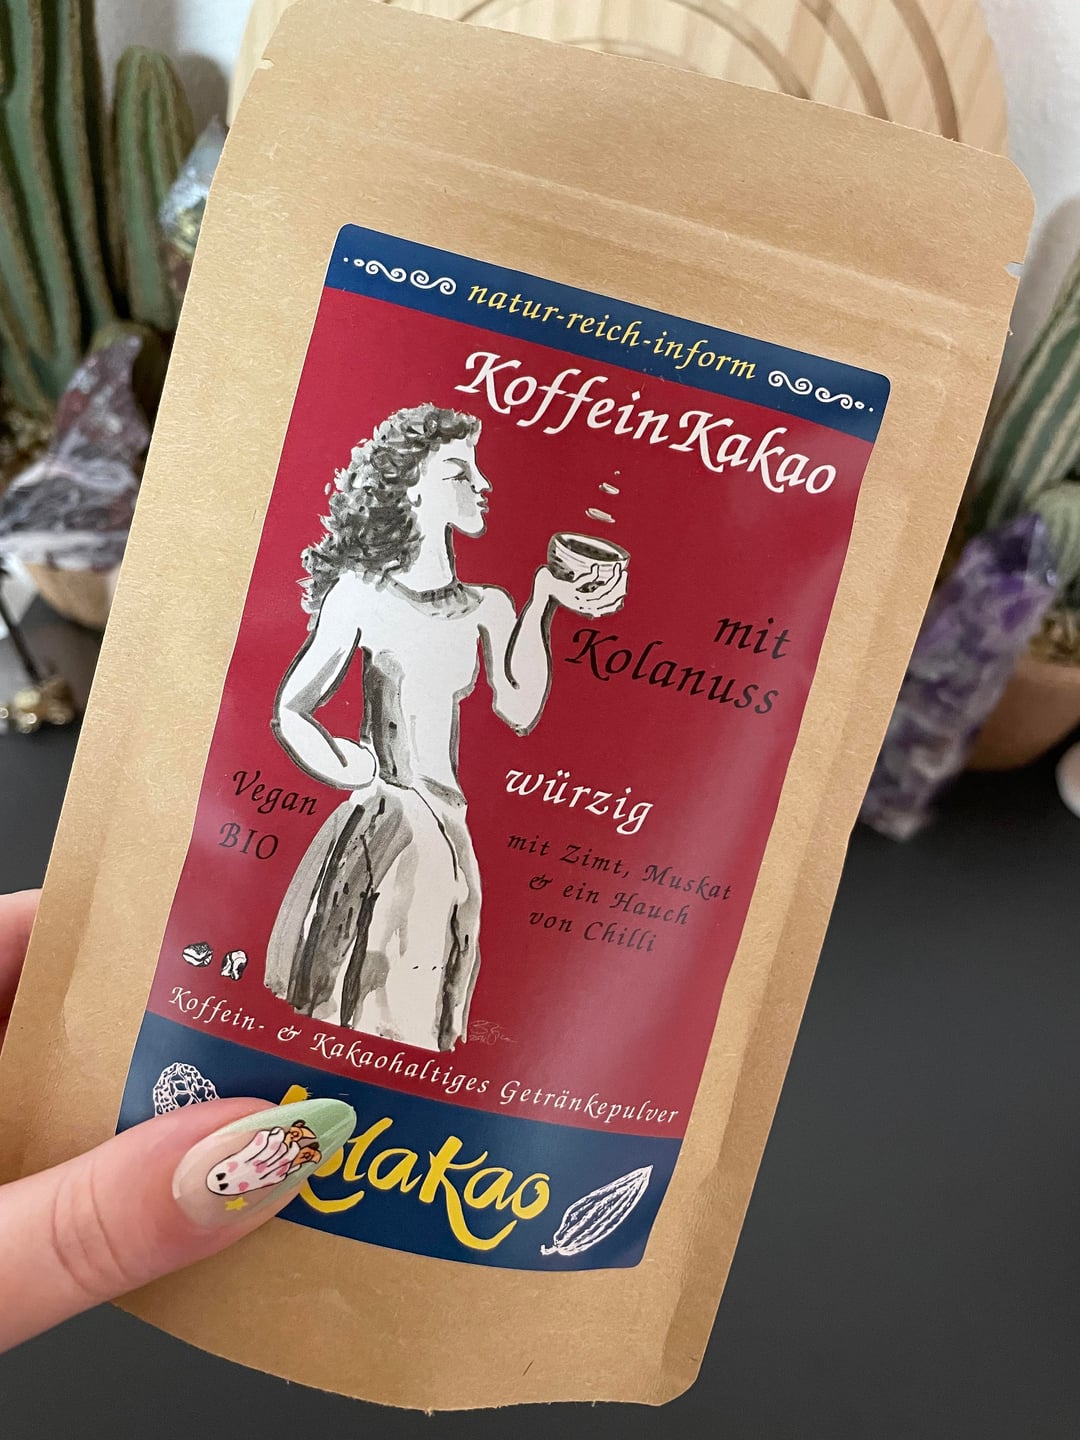 natur-reich-inform
KoffeinKakao
mit
Kolanuss
würzig
mit Zimt, Muskat
& ein Hauch
von Chilli
Vegan
BIO
Koffein- & Kakaohaltiges Getränkepulver